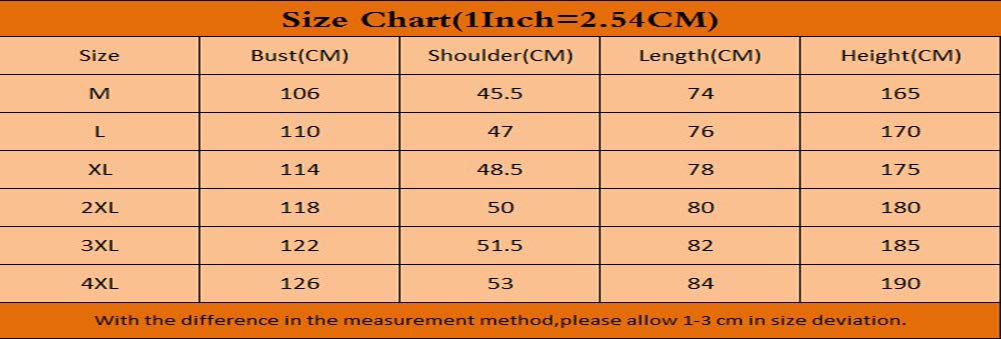 Size Chart(1Inch=2.54CM)
Size Bust(CM) Shoulder(CM) Length(CM) Height(CM)
M 106 45.5 74 165
L 110 47 76 170
XL 114 48.5 78 175
2XL 118 50 80 180
3XL 122 51.5 82 185
4XL 126 53 84 190
With the difference in the measurement method,please allow 1-3 cm in size deviation.